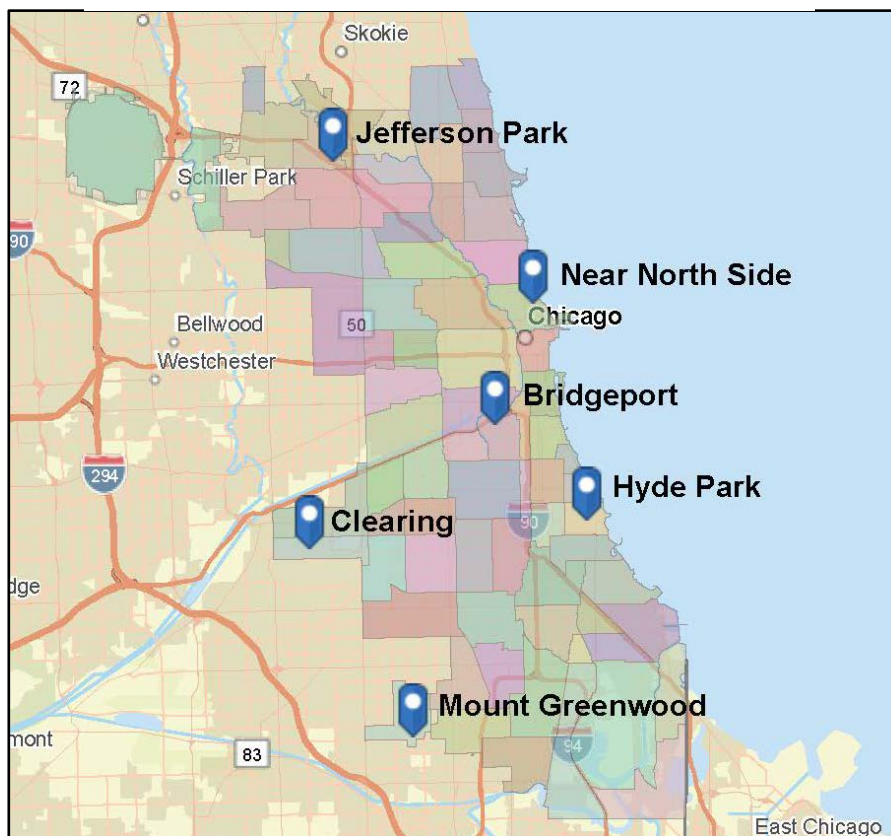 Skokie
72
Jefferson Park
Schiller Park
90
Near North Side
Chicago
50
Bellwood
Westchester
Bridgeport
294
Hyde Park
Clearing
90
dge
Mount Greenwood
mont
83
94
East Chicago